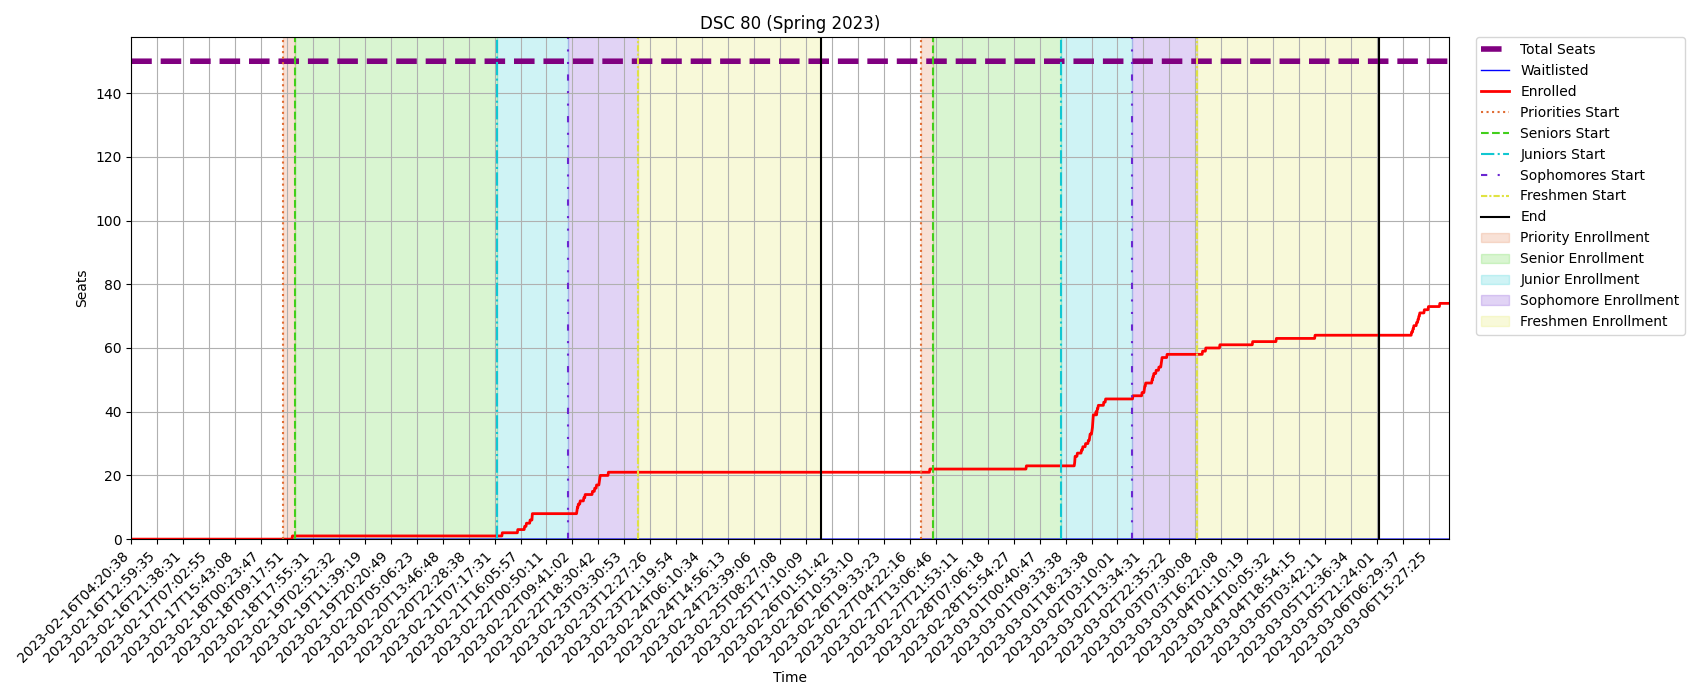 DSC 80 (Spring 2023)
Total Seats
Waitlisted
Enrolled
Priorities Start
Seniors Start
Juniors Start
Sophomores Start
Freshmen Start
End
Priority Enrollment
Senior Enrollment
Junior Enrollment
Sophomore Enrollment
Freshmen Enrollment
Seats
140
120
100
80
60
40
20
0
2023-02-16T04:20:38
2023-02-16T12:59:35
2023-02-16T21:38:31
2023-02-17T07:02:55
2023-02-17T15:43:08
2023-02-18T00:23:47
2023-02-18T09:17:51
2023-02-18T17:55:31
2023-02-19T02:52:32
2023-02-19T11:39:19
2023-02-19T20:20:49
2023-02-20T05:06:23
2023-02-20T13:46:48
2023-02-20T22:28:38
2023-02-21T07:17:31
2023-02-21T16:05:57
2023-02-22T00:50:11
2023-02-22T09:41:02
2023-02-22T18:30:42
2023-02-23T03:30:53
2023-02-23T12:27:26
2023-02-23T21:19:54
2023-02-24T06:10:34
2023-02-24T14:56:13
2023-02-24T23:39:06
2023-02-25T08:27:08
2023-02-25T17:10:09
2023-02-26T01:51:42
2023-02-26T10:53:10
2023-02-26T19:33:23
2023-02-27T04:22:16
2023-02-27T13:06:46
2023-02-27T21:53:11
2023-02-28T07:06:18
2023-02-28T15:54:27
2023-03-01T00:40:47
2023-03-01T09:33:38
2023-03-01T18:23:38
2023-03-02T03:10:01
2023-03-02T13:34:31
2023-03-02T22:35:22
2023-03-03T07:30:08
2023-03-03T16:22:08
2023-03-04T01:10:19
2023-03-04T10:05:32
2023-03-04T18:54:15
2023-03-05T03:42:11
2023-03-05T12:36:34
2023-03-05T21:24:01
2023-03-06T06:29:37
2023-03-06T15:27:25
Time